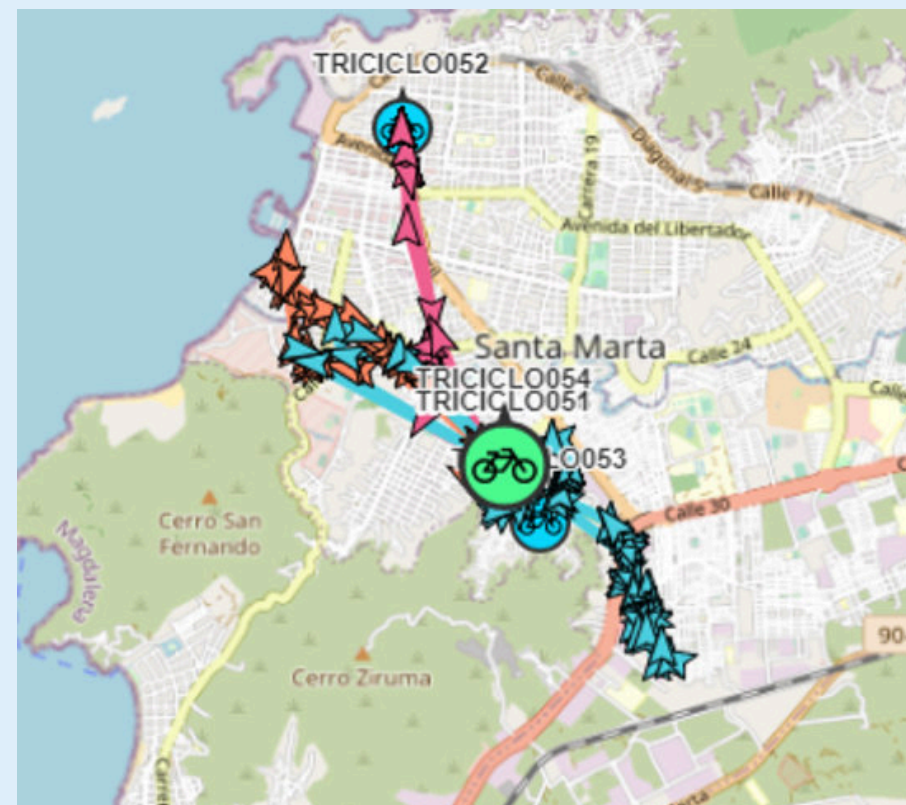 TRICICLO052
Calle 2
Diagonal 5
Calle 11
Carrera 19
Avenida del Libertador
Santa Marta
Calle 24
TRICICLO054
TRICICLO051
LO053
Calle 30
Cerro San
Fernando
Magdalena
Cerro Ziruma
90